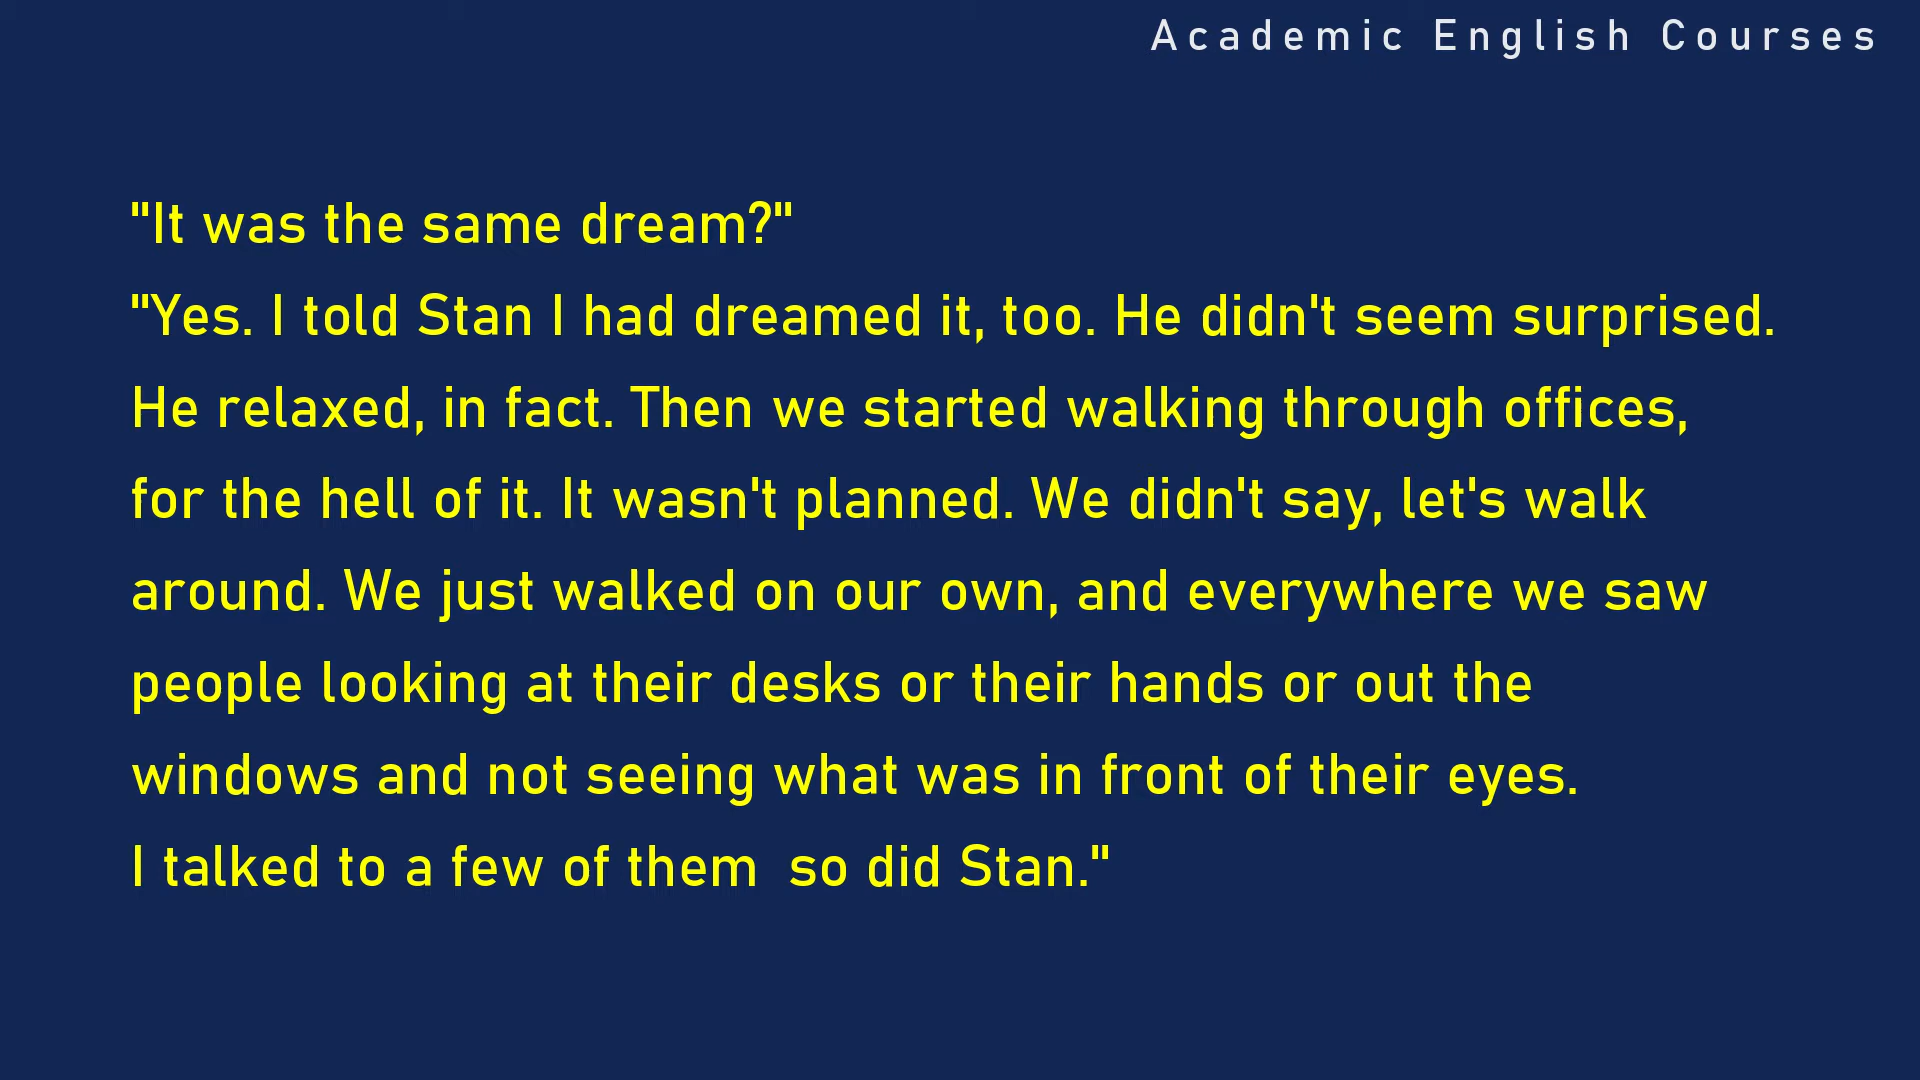 Academic English Courses
"It was the same dream?"
"Yes. I told Stan I had dreamed it, too. He didn't seem surprised.
He relaxed, in fact. Then we started walking through offices,
for the hell of it. It wasn't planned. We didn't say, let's walk
around. We just walked on our own, and everywhere we saw
people looking at their desks or their hands or out the
windows and not seeing what was in front of their eyes.
I talked to a few of them  so did Stan."